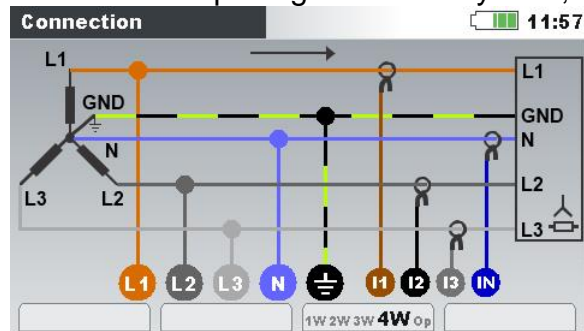 Connection 11:57
L1 L1
GND GND
N N
L3 L2 L2
L3
L1 L2 L3 N I1 I2 I3 IN
1W 2W 3W 4W Op